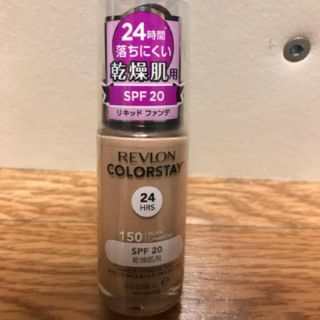 24時間
落ちにくい
乾燥肌用
SPF 20
リキッド ファンデ
REVLON
COLORSTAY
24
HRS
150
SPF 20
乾燥肌用